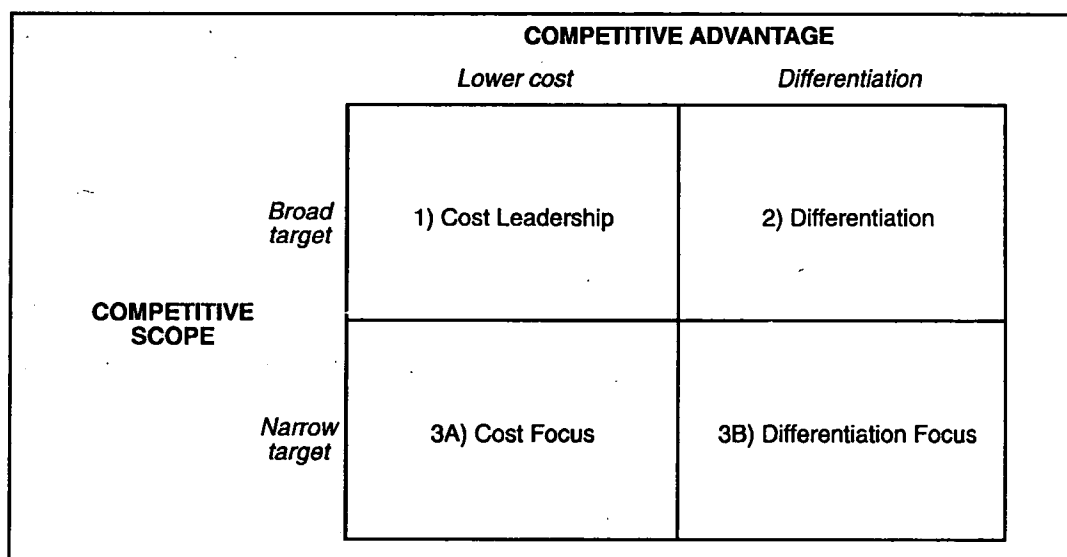 COMPETITIVE ADVANTAGE
Lower cost
Differentiation
Broad
target
1) Cost Leadership
2) Differentiation
COMPETITIVE
SCOPE
Narrow
target
3A) Cost Focus
3B) Differentiation Focus